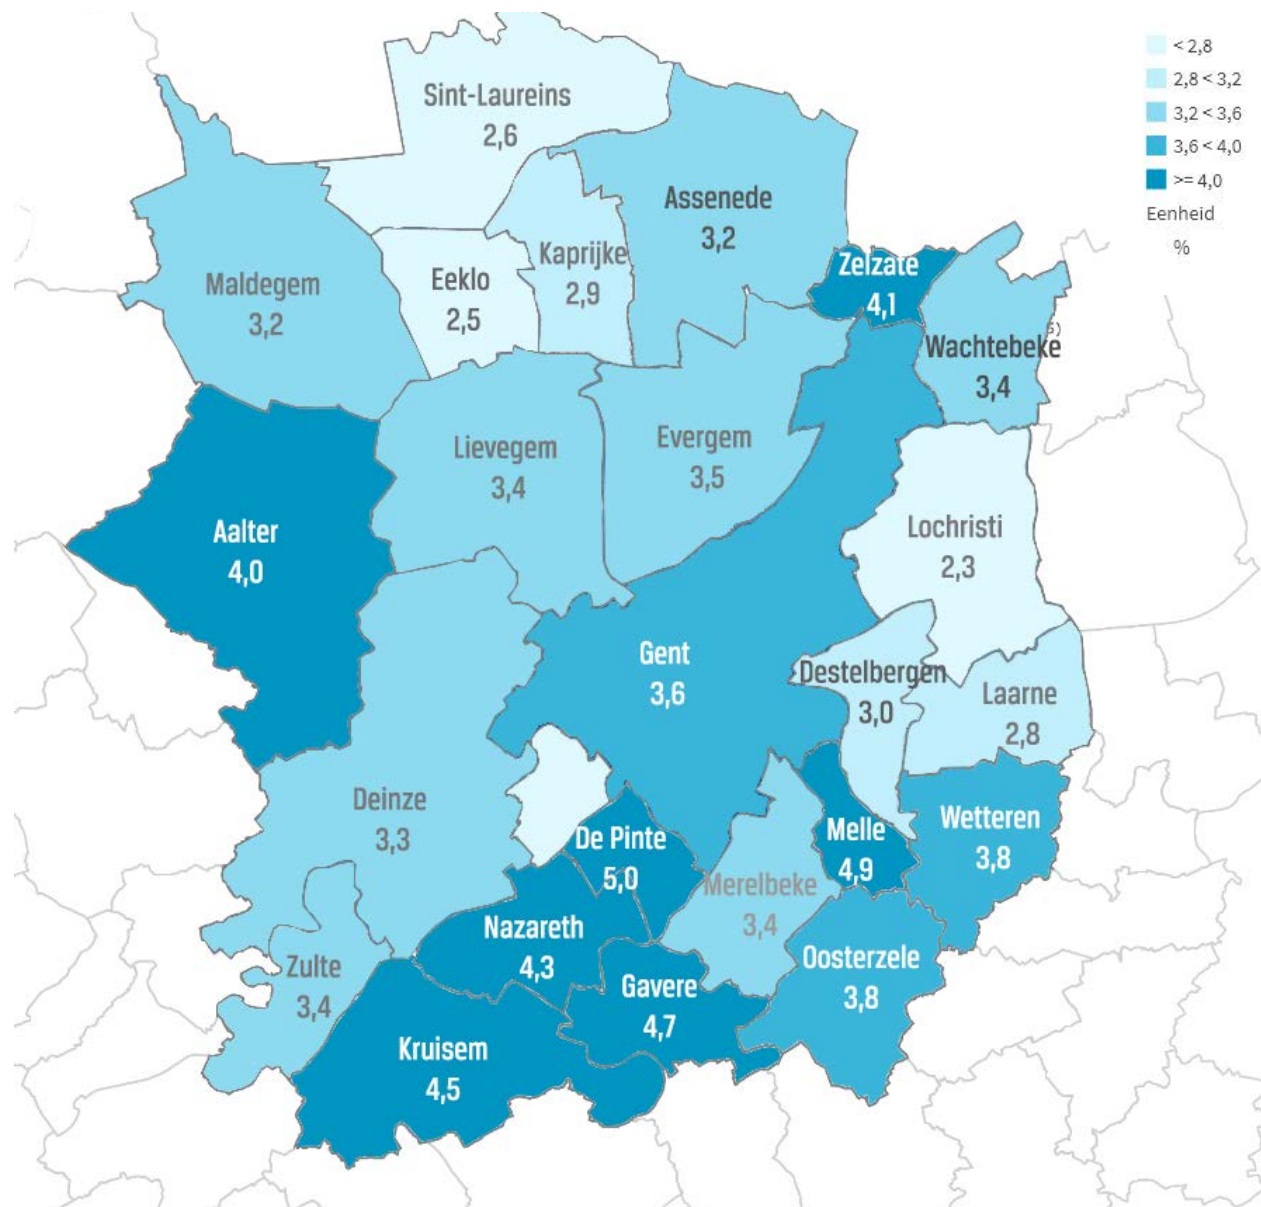 < 2,8
2,8 < 3,2
3,2 < 3,6
3,6 < 4,0
>= 4,0
Eenheid
%
Sint-Laureins
2,6
Assenede
3,2
Kaprijke
2,9
Zelzate
4,1
Maldegem
3,2
Eeklo
2,5
5)
Wachtebeke
3,4
Lievegem
3,4
Evergem
3,5
Aalter
4,0
Lochristi
2,3
Gent
3,6
Destelbergen
3,0
Laarne
2,8
Deinze
3,3
De Pinte
5,0
Melle
4,9
Wetteren
3,8
Merelbeke
3,4
Nazareth
4,3
Zulte
3,4
Gavere
4,7
Oosterzele
3,8
Kruisem
4,5